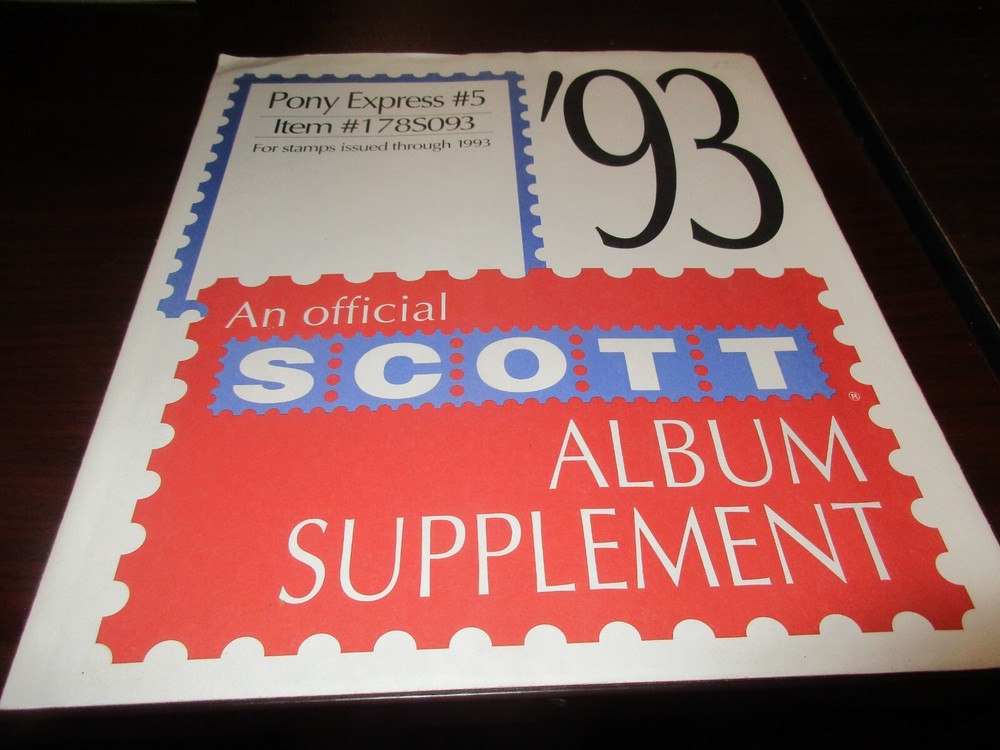 Pony Express #5
Item #178S093
For stamps issued through 1993
'93
An official
SCOTT®
ALBUM
SUPPLEMENT